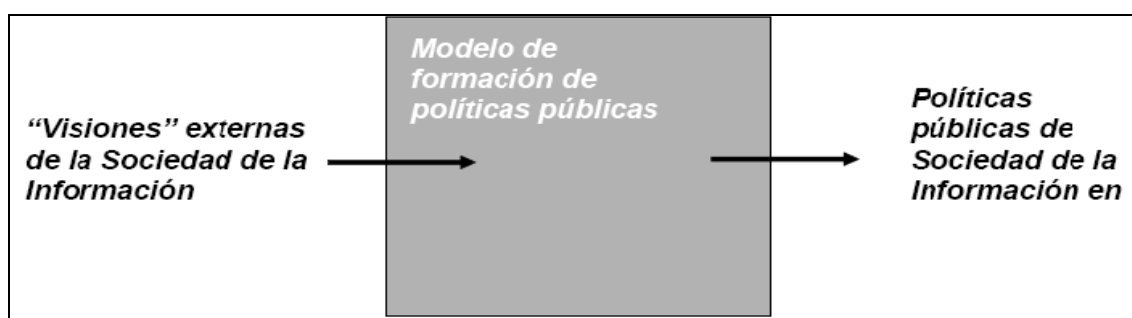 “Visiones” externas
de la Sociedad de la
Información
Modelo de
formación de
políticas públicas
Políticas
públicas de
Sociedad de la
Información en